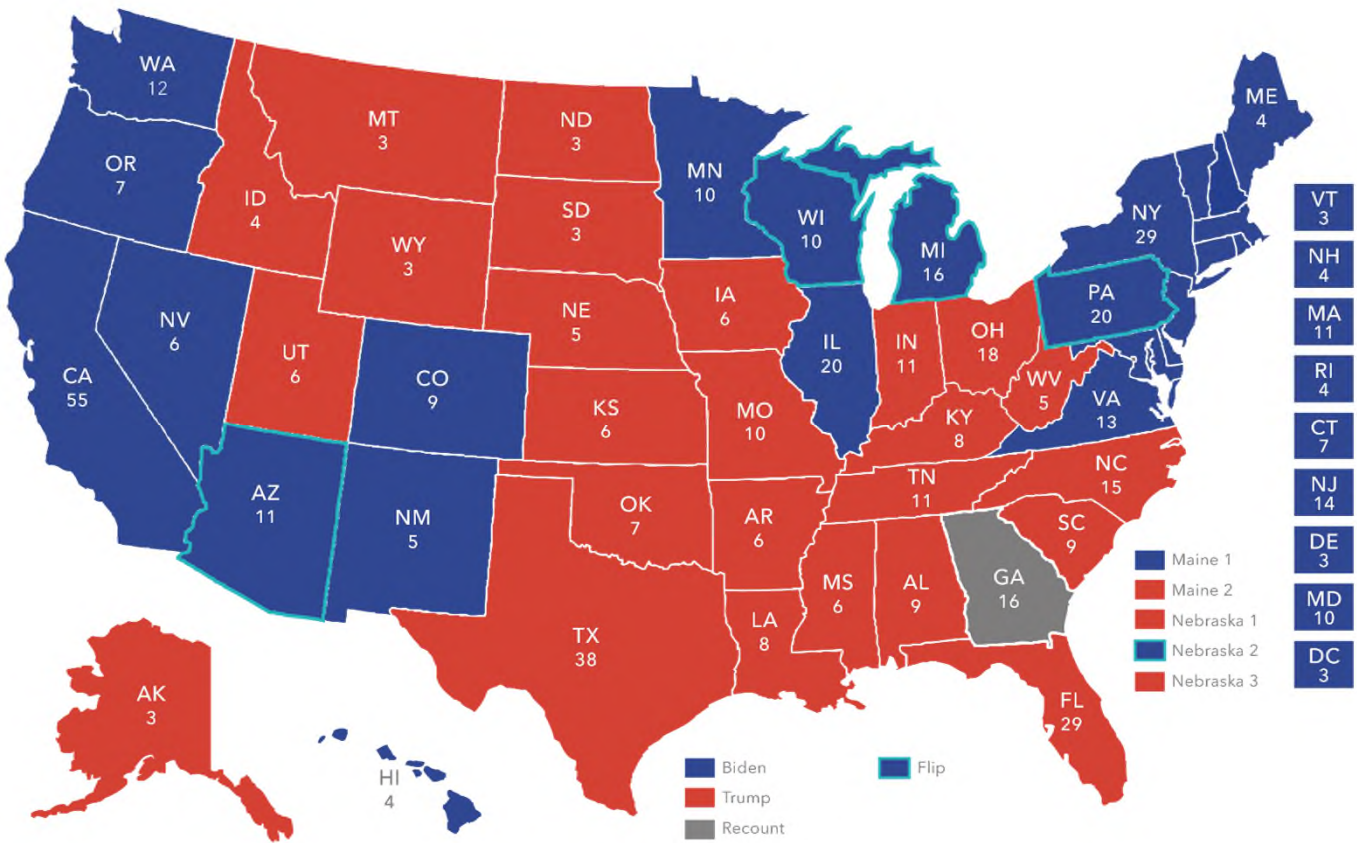 WA
12
OR
7
CA
55
NV
6
ID
4
MT
3
WY
3
UT
6
AZ
11
CO
9
NM
5
ND
3
SD
3
NE
5
KS
6
OK
7
TX
38
MN
10
IA
6
MO
10
AR
6
LA
8
WI
10
IL
20
MI
16
IN
11
OH
18
KY
8
TN
11
MS
6
AL
9
GA
16
FL
29
SC
9
NC
15
VA
13
WV
5
PA
20
NY
29
ME
4
VT
3
NH
4
MA
11
RI
4
CT
7
NJ
14
DE
3
MD
10
DC
3
AK
3
HI
4
Maine 1
Maine 2
Nebraska 1
Nebraska 2
Nebraska 3
Biden
Trump
Recount
Flip